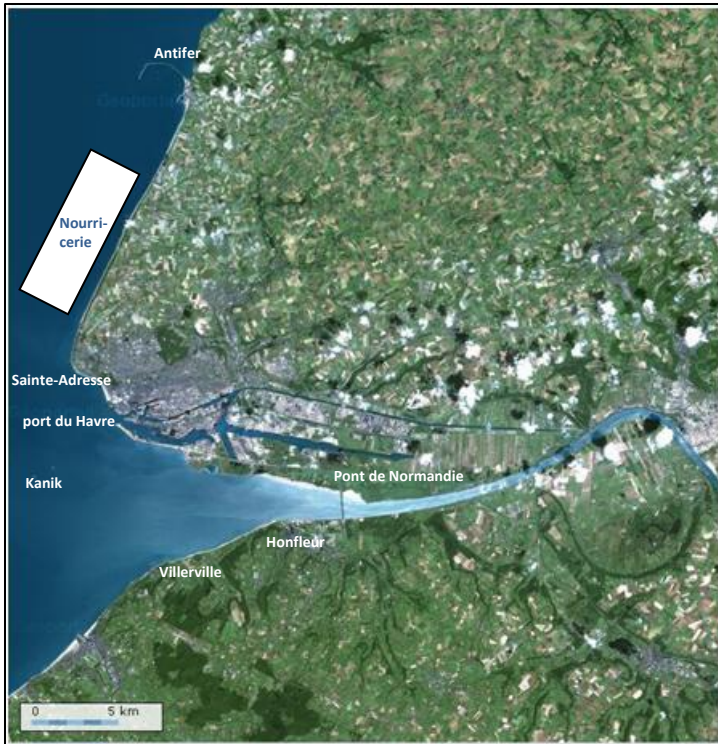 Antifer
Nourri-
cerie
Sainte-Adresse
port du Havre
Kanik
Pont de Normandie
Honfleur
Villerville
0 5 km